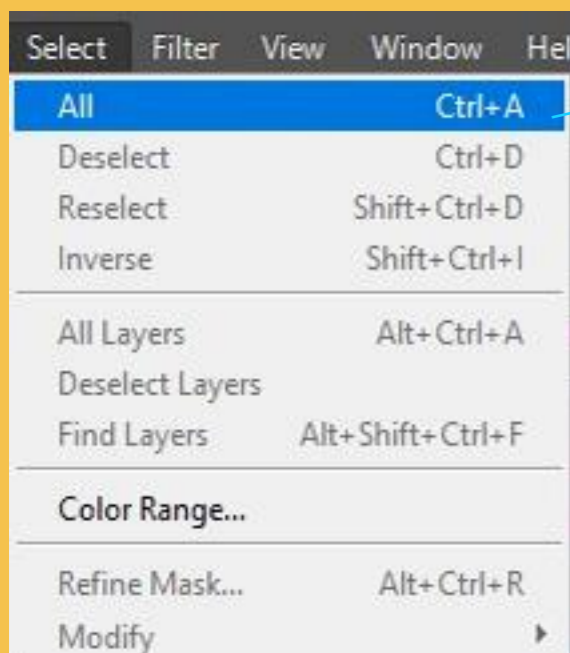 Select Filter View Window Hel
All Ctrl+A
Deselect Ctrl+D
Reselect Shift+Ctrl+D
Inverse Shift+Ctrl+I
All Layers Alt+Ctrl+A
Deselect Layers
Find Layers Alt+Shift+Ctrl+F
Color Range...
Refine Mask... Alt+Ctrl+R
Modify